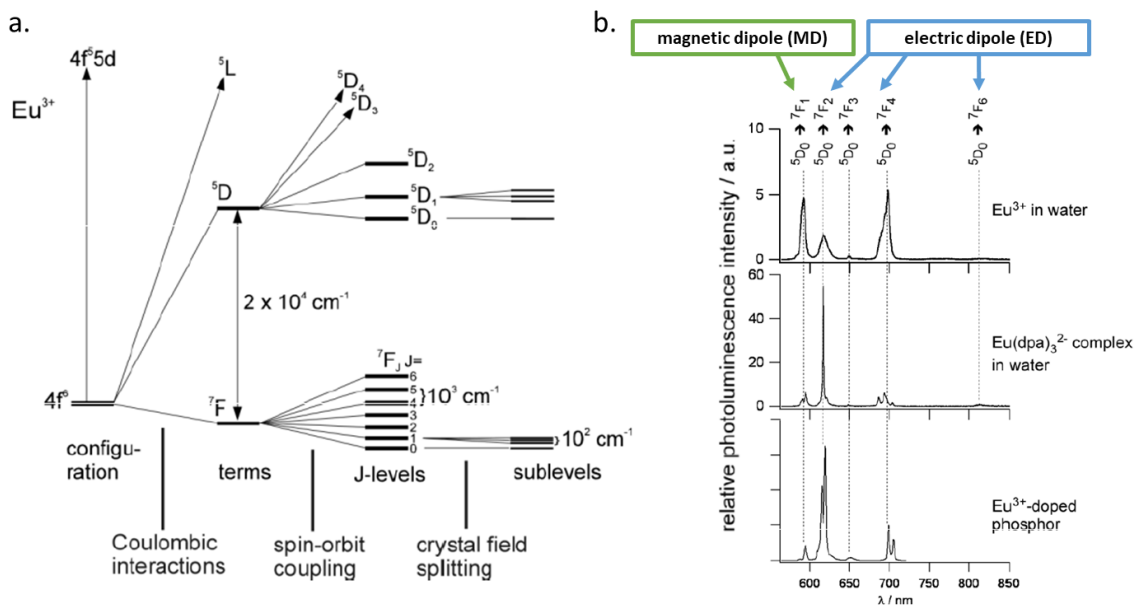 a.
4f⁵5d
Eu³⁺
⁵L
⁵D₄
⁵D₃
⁵D₂
⁵D
⁵D₁
⁵D₀
2 x 10⁴ cm⁻¹
⁷F_J J=
6
5
4
3
2
1
0
}10³ cm⁻¹
4f⁶
⁷F
}10² cm⁻¹
configu-
ration
terms
J-levels
sublevels
Coulombic
interactions
spin-orbit
coupling
crystal field
splitting
b.
magnetic dipole (MD)
electric dipole (ED)
⁵D₀ ➔ ⁷F₁
⁵D₀ ➔ ⁷F₂
⁵D₀ ➔ ⁷F₃
⁵D₀ ➔ ⁷F₄
⁵D₀ ➔ ⁷F₆
relative photoluminescence intensity / a.u.
10
5
0
Eu³⁺ in water
60
40
20
0
Eu(dpa)₃²⁻ complex
in water
Eu³⁺-doped
phosphor
600 650 700 750 800 850
λ / nm